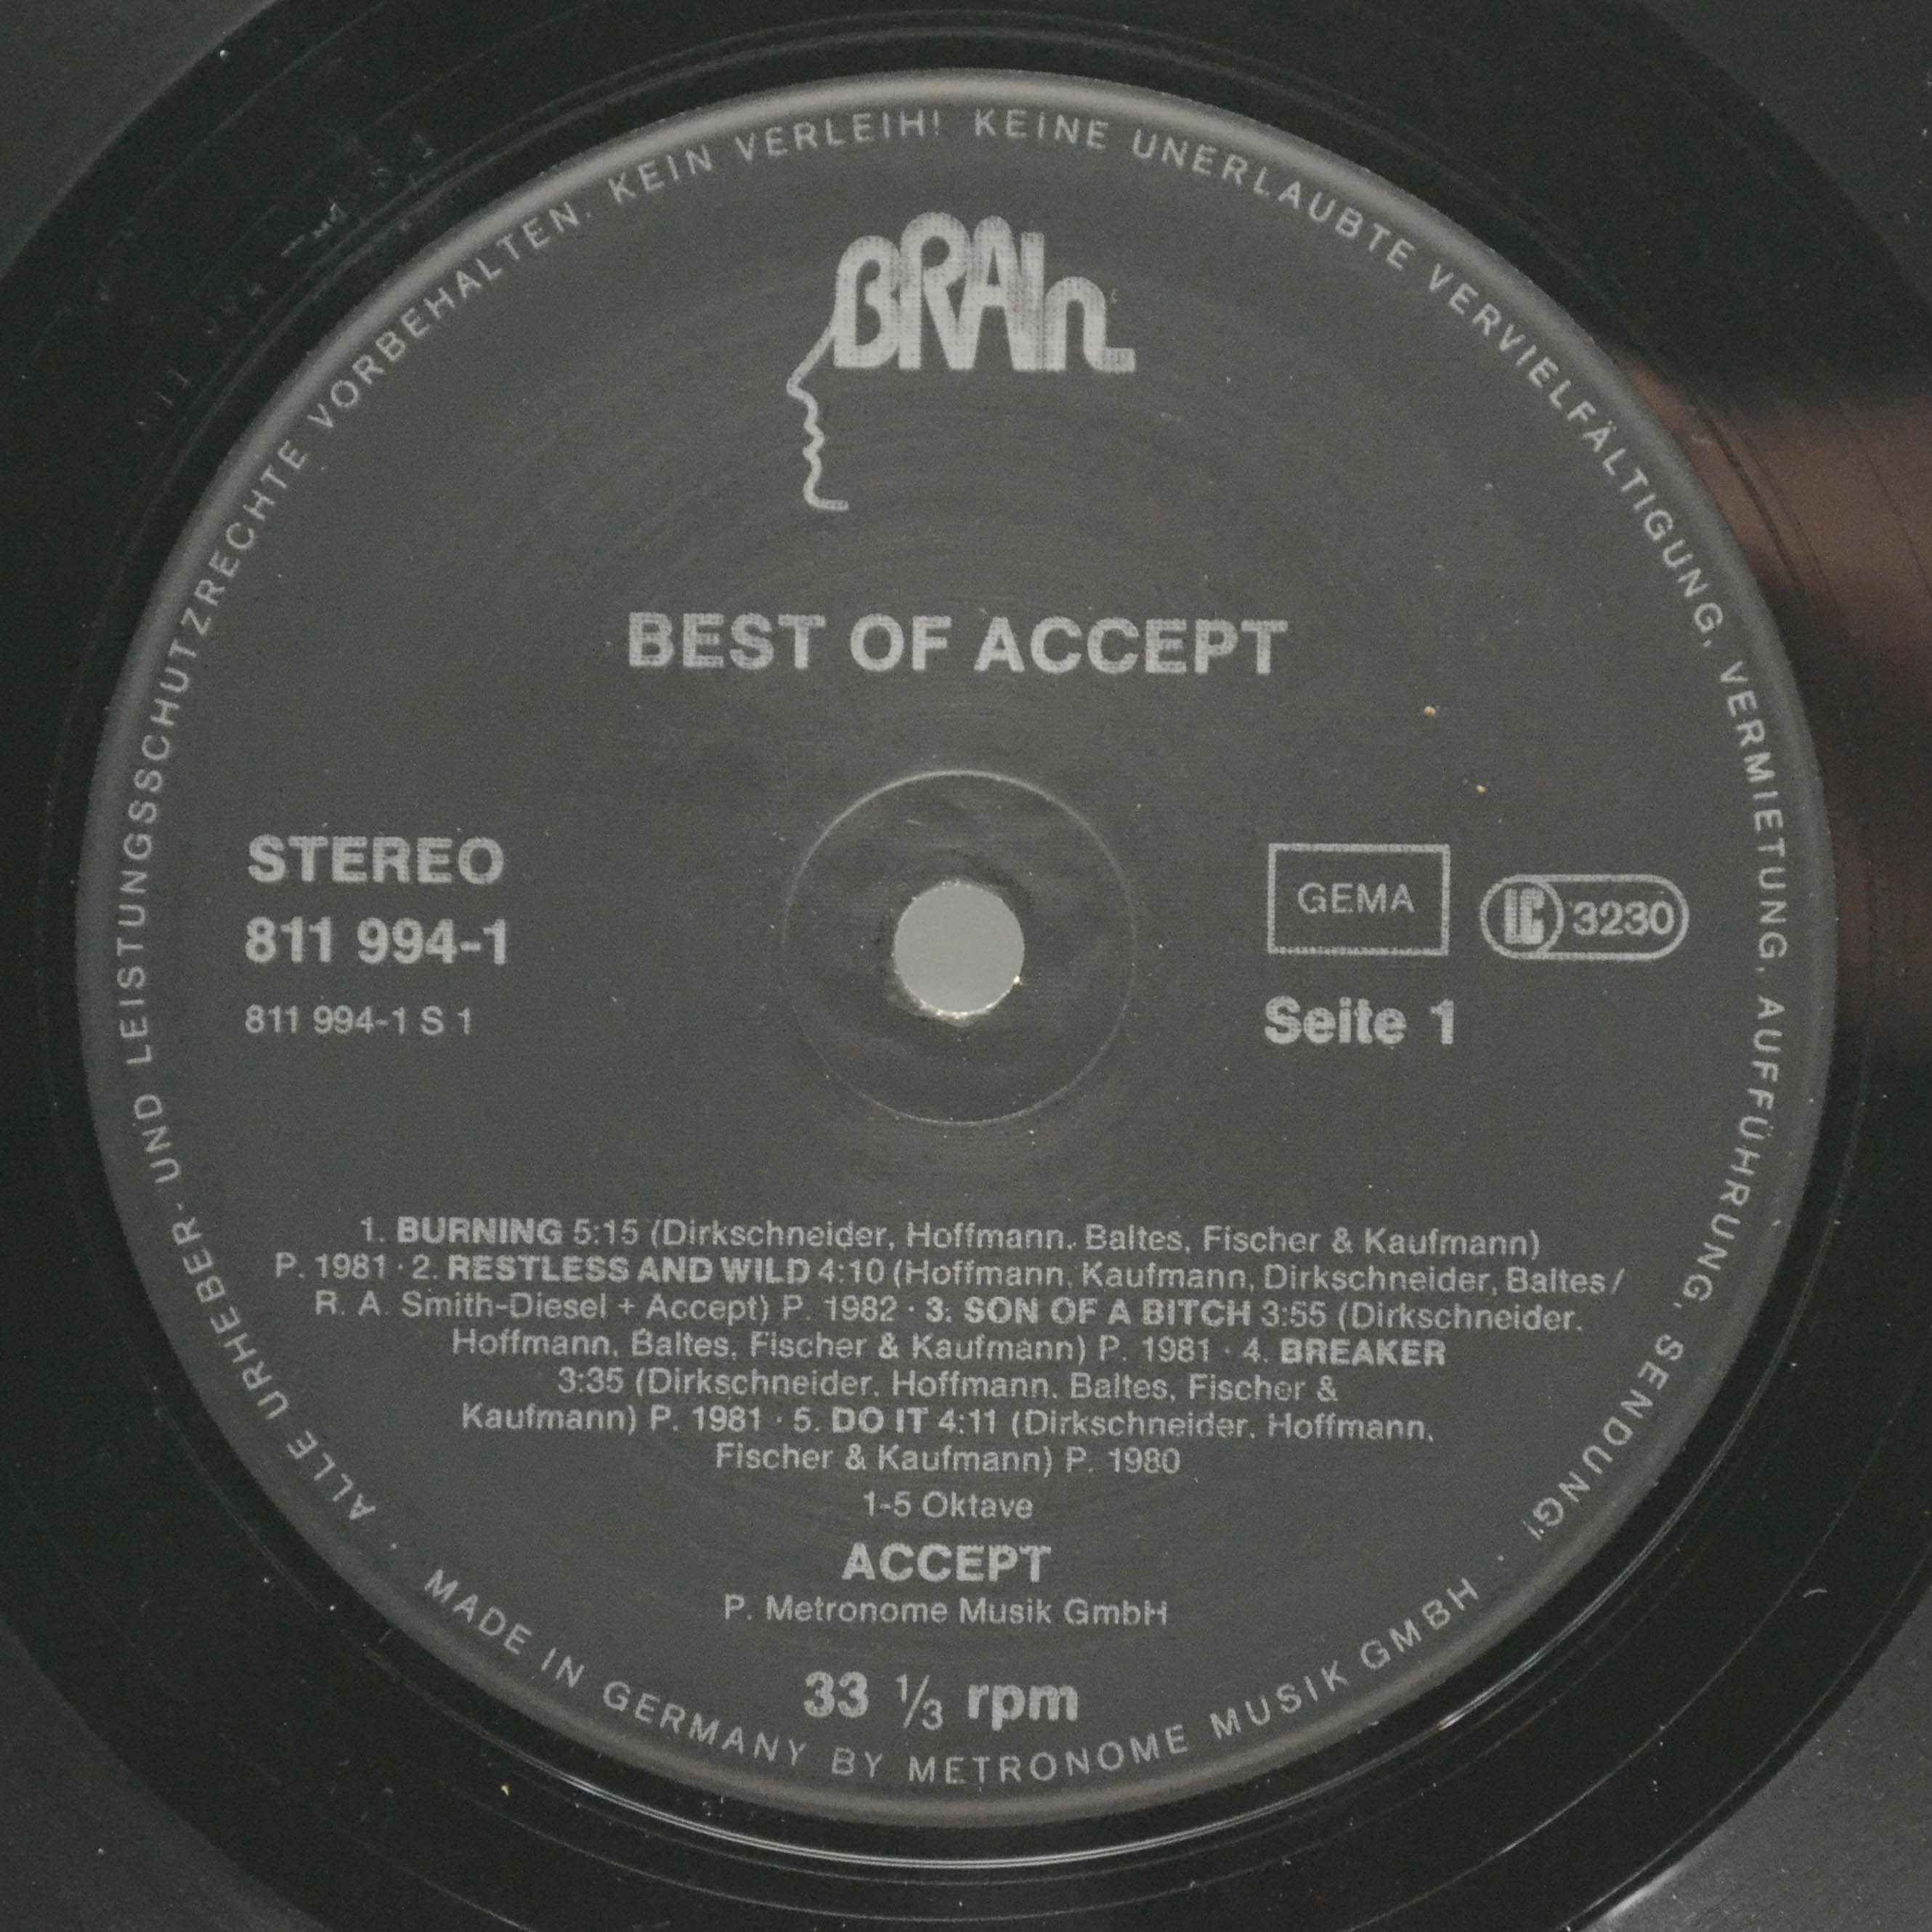 ALLE URHEBER- UND LEISTUNGSSCHUTZRECHTE VORBEHALTEN. KEIN VERLEIH! KEINE UNERLAUBTE VERVIELFÄLTIGUNG, VERMIETUNG, AUFFÜHRUNG, SENDUNG!
BRAIn
BEST OF ACCEPT
STEREO
811 994-1
811 994-1 S 1
GEMA
LC 3230
Seite 1
1. BURNING 5:15 (Dirkschneider, Hoffmann, Baltes, Fischer & Kaufmann)
P. 1981 · 2. RESTLESS AND WILD 4:10 (Hoffmann, Kaufmann, Dirkschneider, Baltes/
R. A. Smith-Diesel + Accept) P. 1982 · 3. SON OF A BITCH 3:55 (Dirkschneider.
Hoffmann, Baltes, Fischer & Kaufmann) P. 1981 · 4. BREAKER
3:35 (Dirkschneider. Hoffmann. Baltes, Fischer &
Kaufmann) P. 1981 · 5. DO IT 4:11 (Dirkschneider. Hoffmann,
Fischer & Kaufmann) P. 1980
1-5 Oktave
ACCEPT
P. Metronome Musik GmbH
33 1/3 rpm
· MADE IN GERMANY BY METRONOME MUSIK GMBH ·